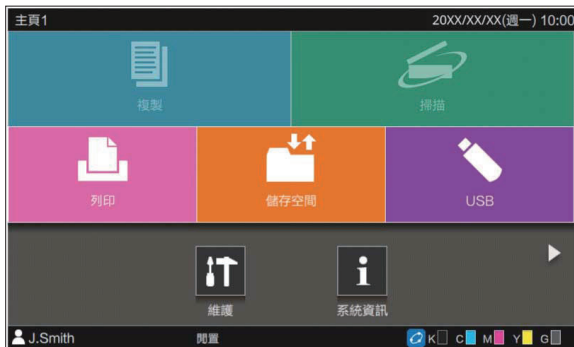 主頁1 20XX/XX/XX(週一) 10:00
複製 掃描
列印 儲存空間 USB
維護 系統資訊
J.Smith 閒置 K C M Y G